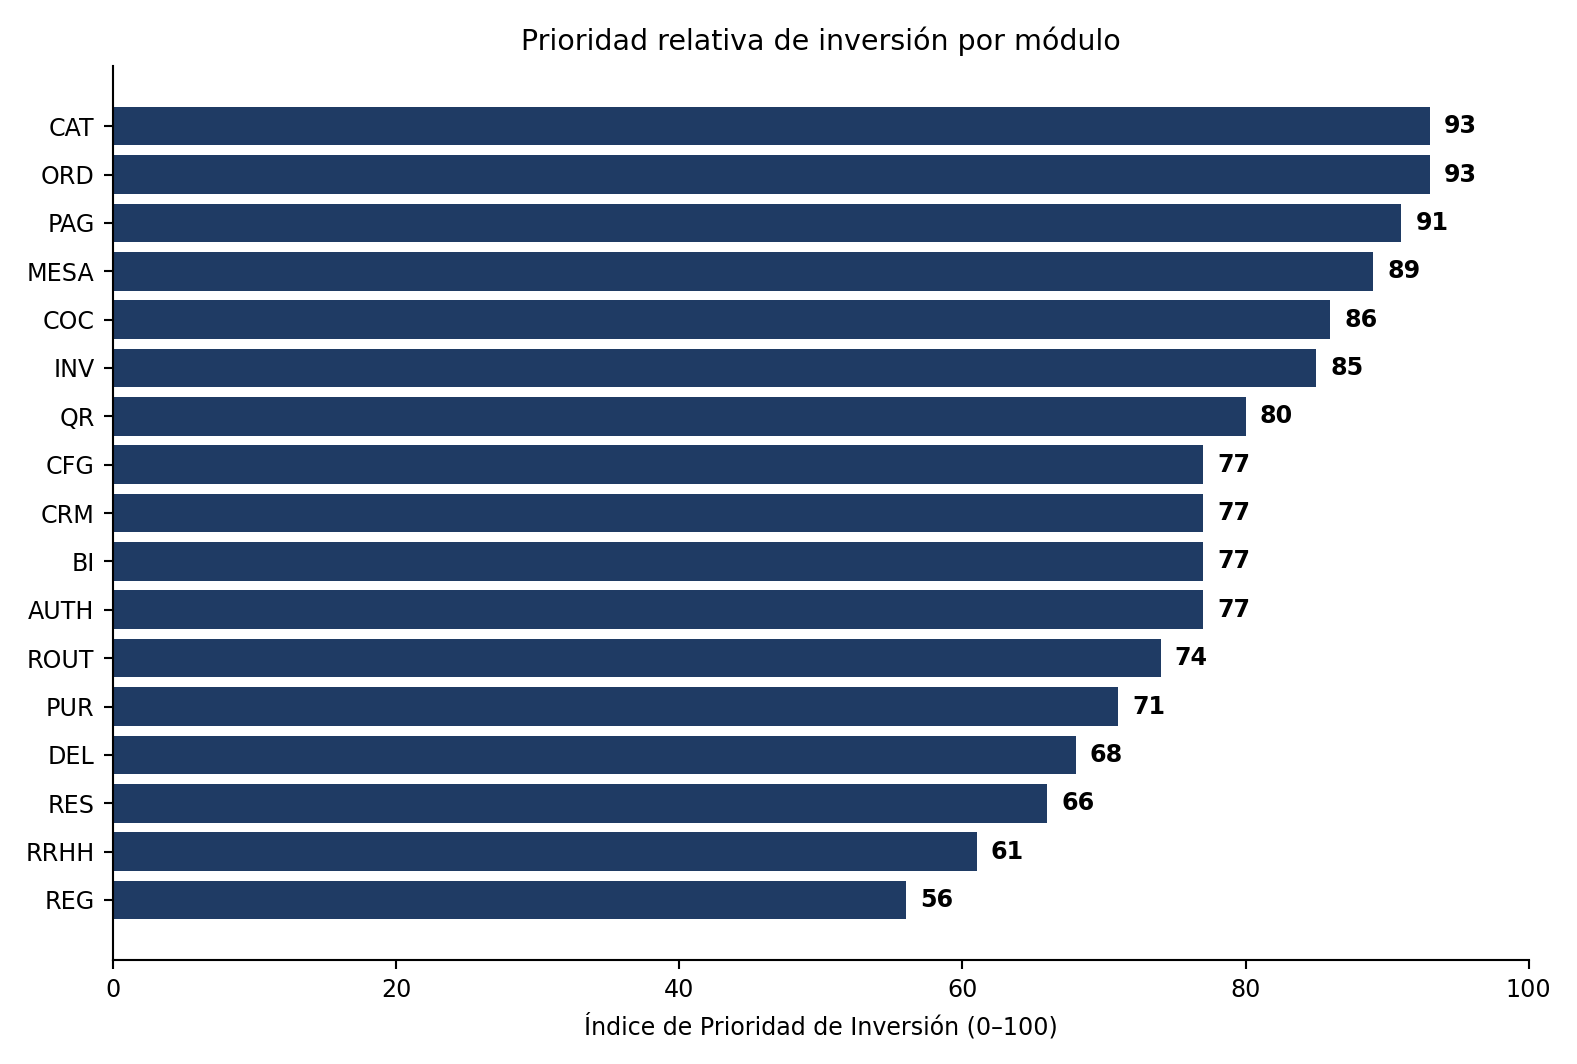 Prioridad relativa de inversión por módulo
CAT 93
ORD 93
PAG 91
MESA 89
COC 86
INV 85
QR 80
CFG 77
CRM 77
BI 77
AUTH 77
ROUT 74
PUR 71
DEL 68
RES 66
RRHH 61
REG 56
0 20 40 60 80 100
Índice de Prioridad de Inversión (0–100)